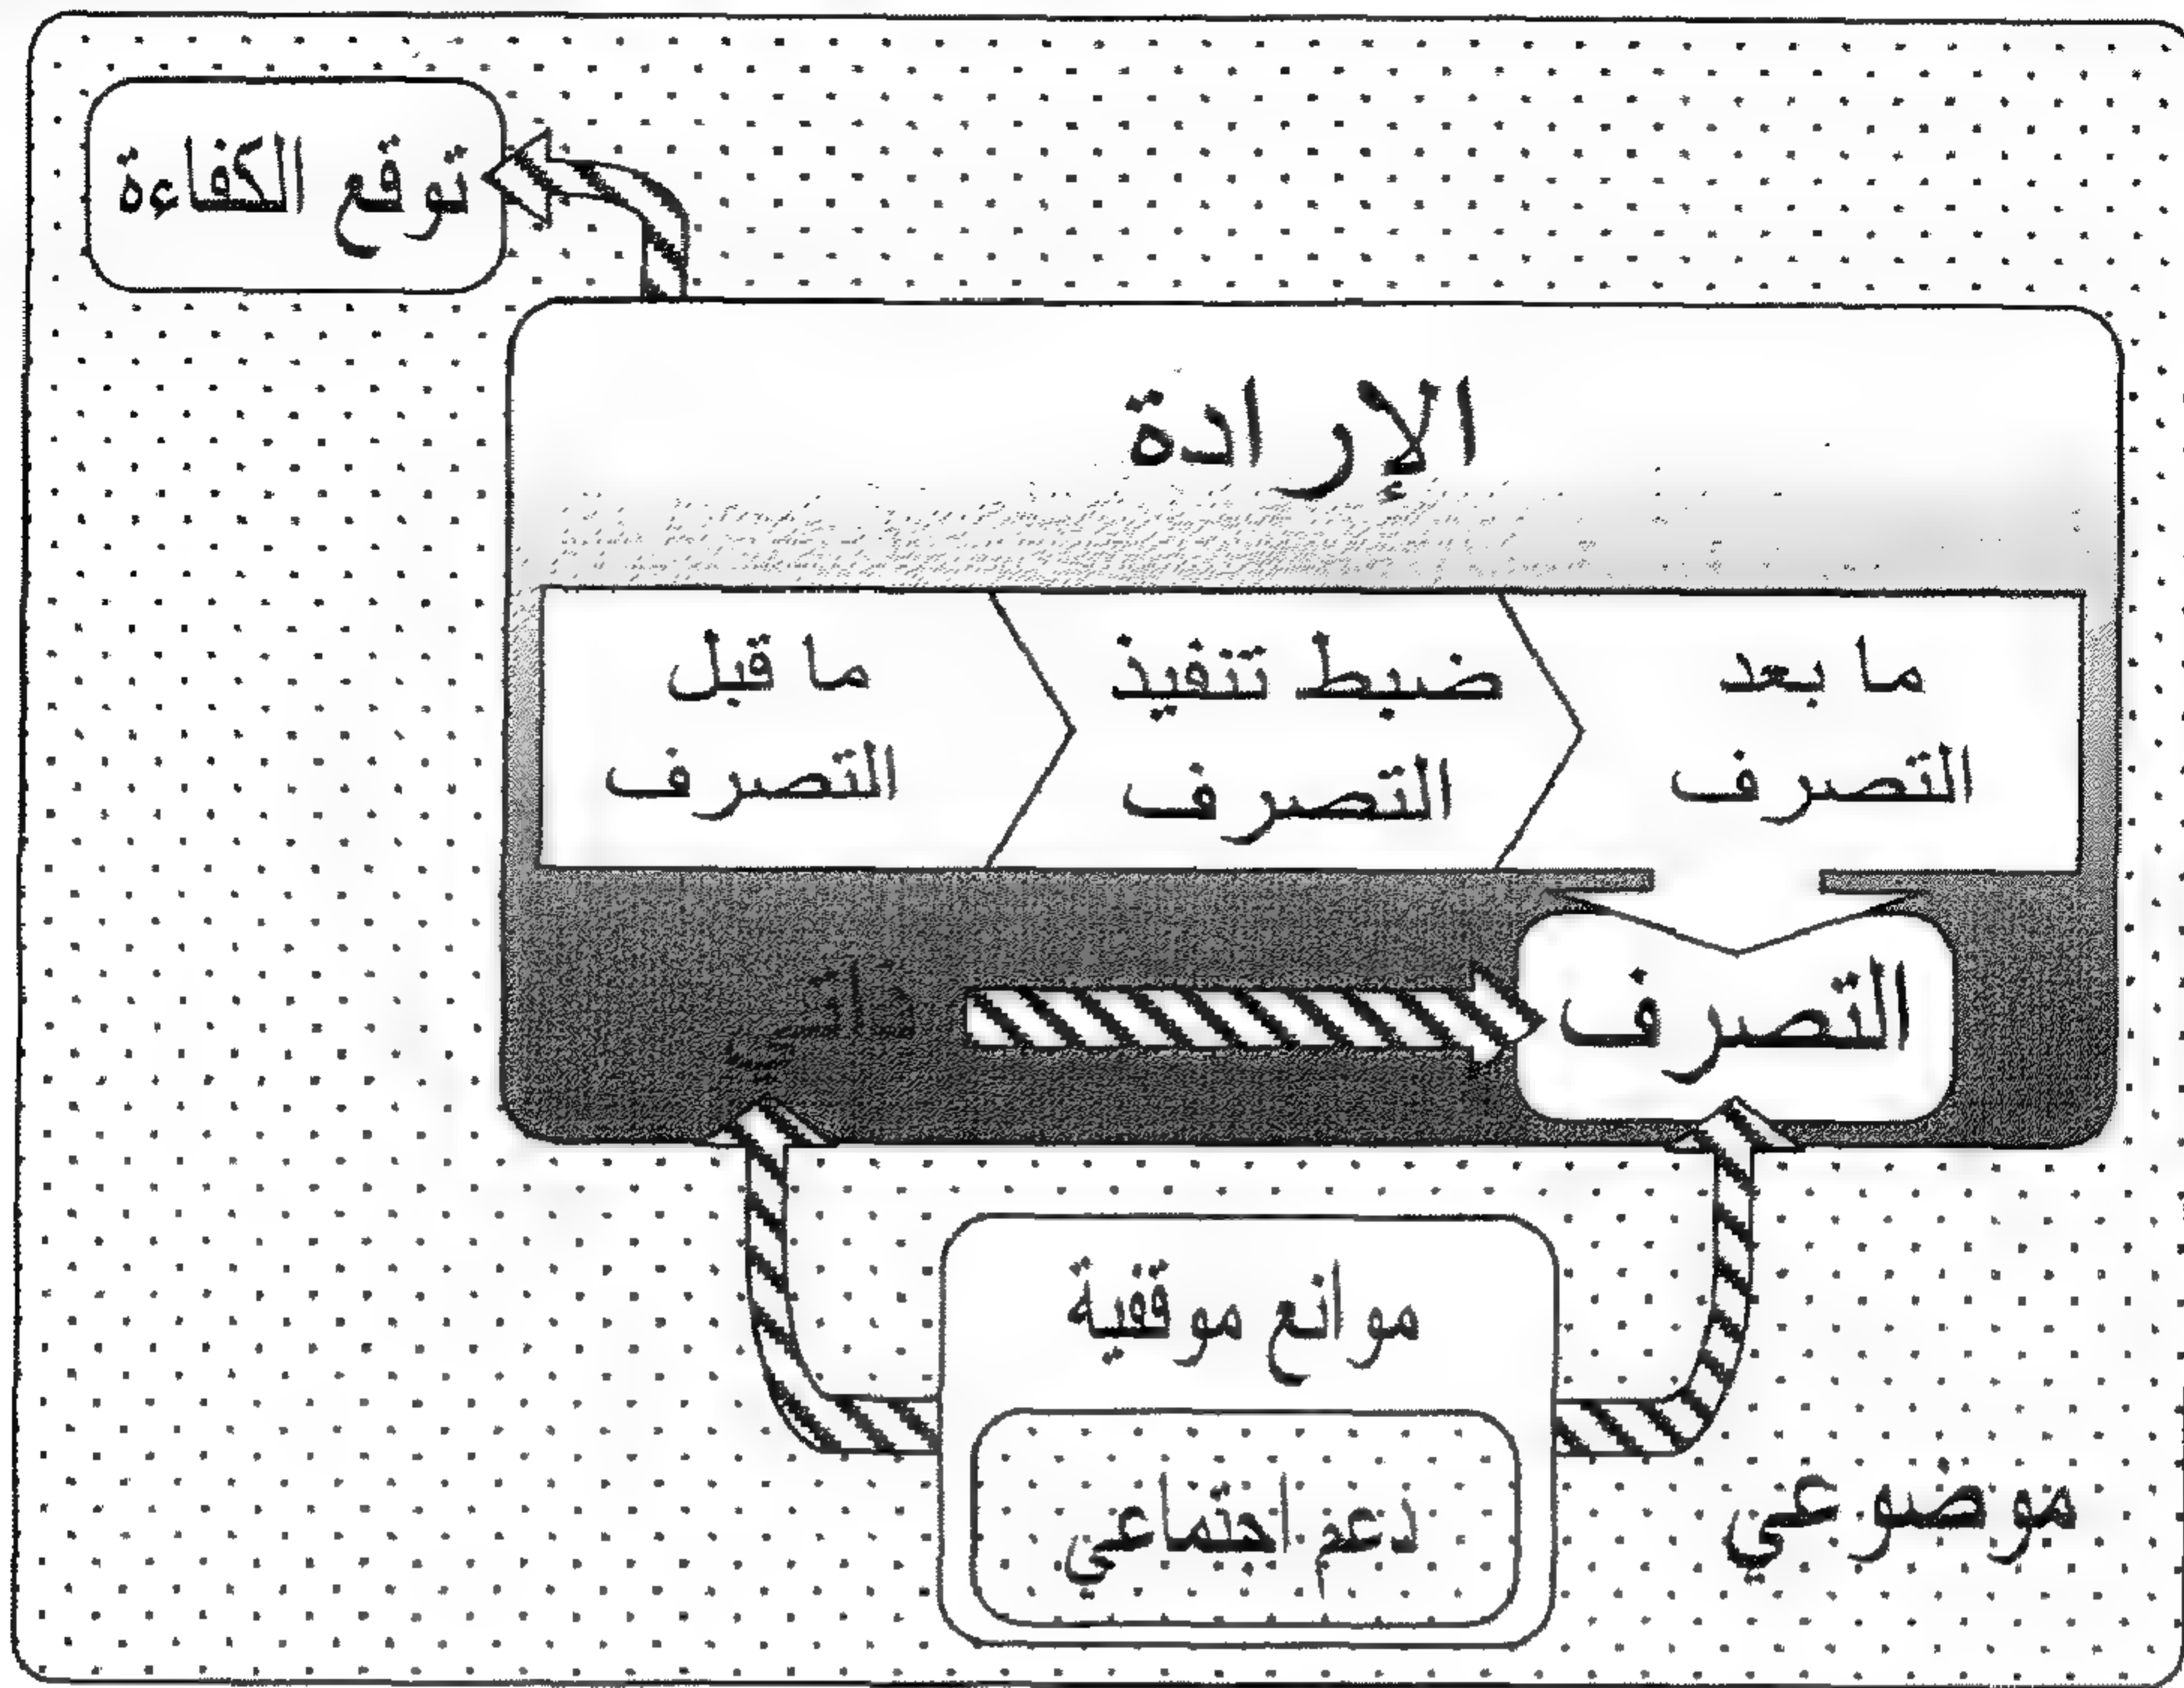 توقع الكفاءة
الإرادة
ما قبل
التصرف
ضبط تنفيذ
التصرف
ما بعد
التصرف
ذاتي
التصرف
موانع موقفية
دعم اجتماعي
موضوعي